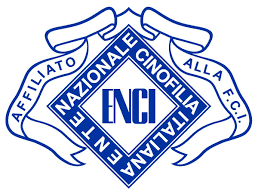 AFFILIATO
ALLA F.C.I.
ENTE NAZIONALE
CINOFILIA ITALIANA
ENCI